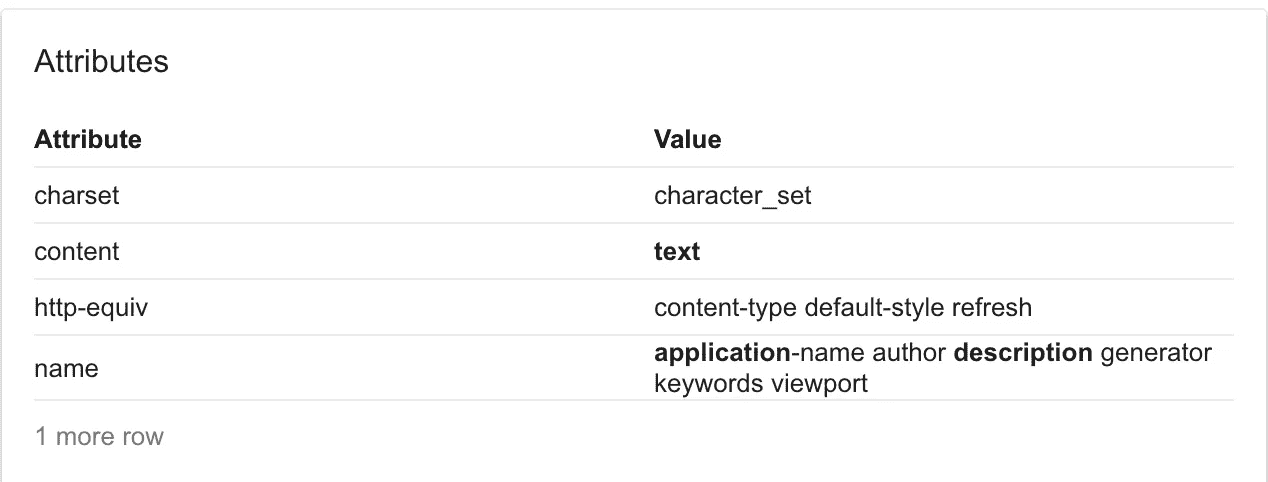 Attributes
Attribute Value
charset character_set
content text
http-equiv content-type default-style refresh
name application-name author description generator
keywords viewport
1 more row